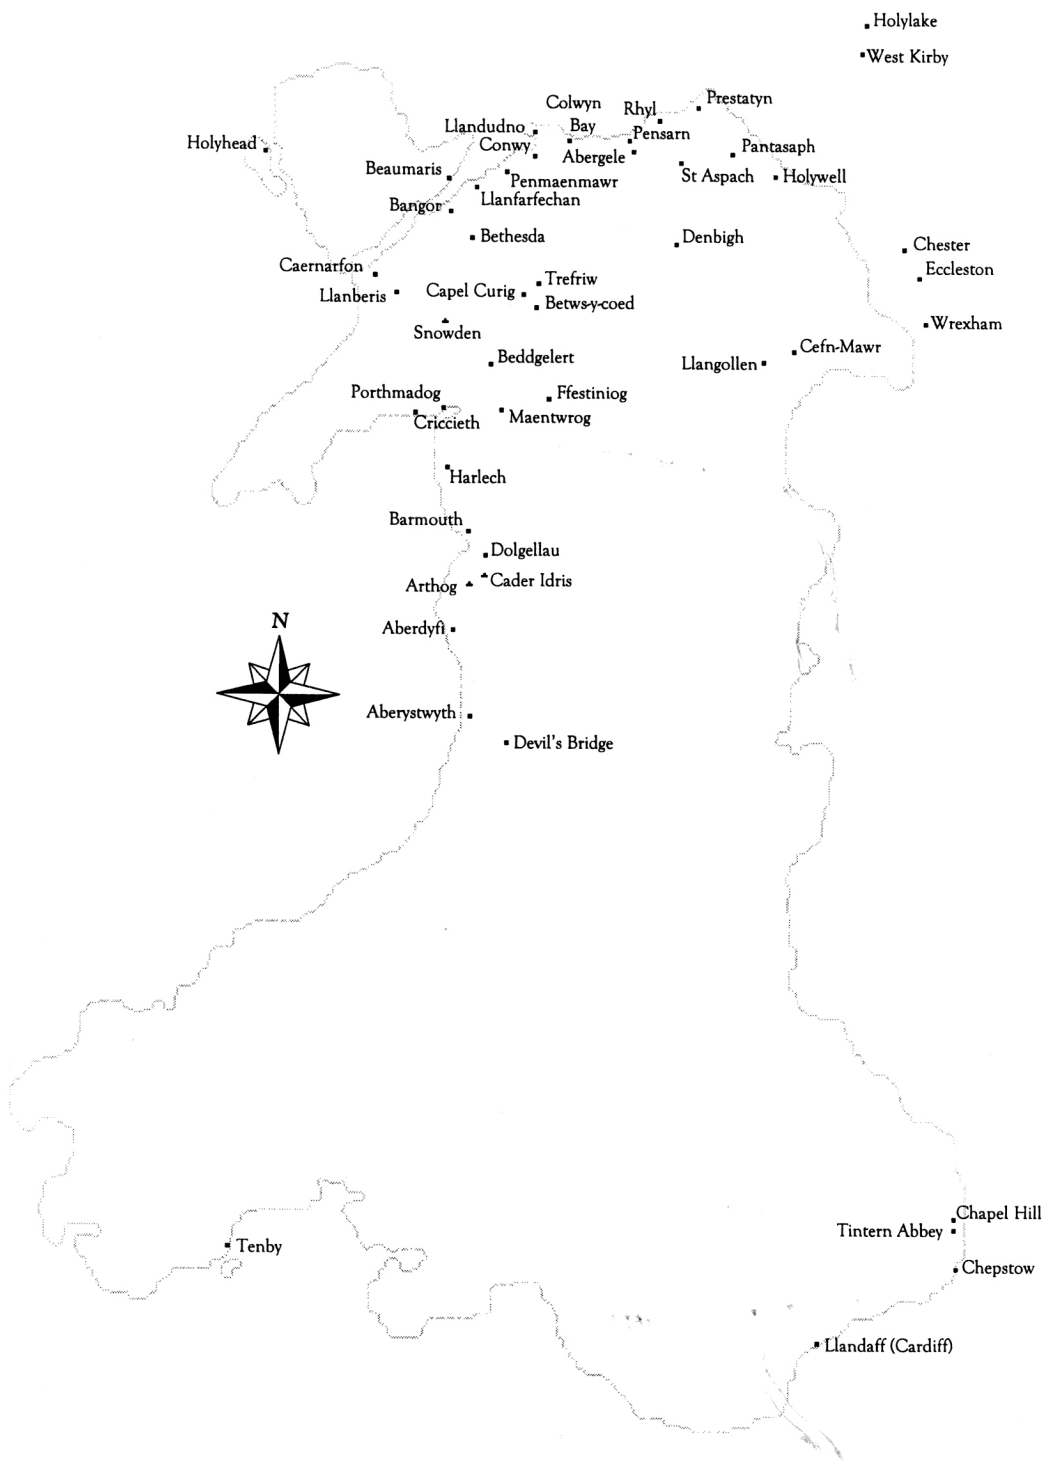 Holylake
West Kirby
Prestatyn
Colwyn
Bay
Rhyl
Llandudno
Pensarn
Conwy
Holyhead
Abergele
Pantasaph
Beaumaris
St Aspach
Holywell
Penmaenmawr
Llanfarfechan
Bangor
Bethesda
Denbigh
Chester
Caernarfon
Eccleston
Trefriw
Llanberis
Capel Curig
Betws-y-coed
Snowden
Wrexham
Cefn-Mawr
Beddgelert
Llangollen
Porthmadog
Ffestiniog
Criccieth
Maentwrog
Harlech
Barmouth
Dolgellau
Arthog
Cader Idris
N
Aberdyfi
Aberystwyth
Devil's Bridge
Chapel Hill
Tintern Abbey
Tenby
Chepstow
Llandaff (Cardiff)